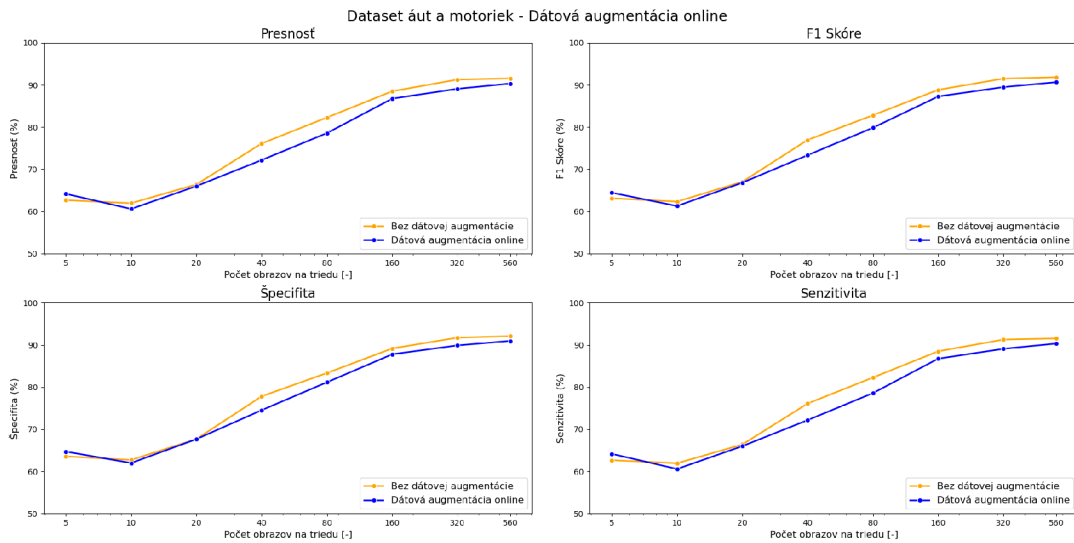 Dataset áut a motoriek - Dátová augmentácia online
Presnosť
100
90
80
70
60
50
Presnosť (%)
Bez dátovej augmentácie
Dátová augmentácia online
5 10 20 40 80 160 320 560
Počet obrazov na triedu [-]
F1 Skóre
100
90
80
70
60
50
F1 Skóre (%)
Bez dátovej augmentácie
Dátová augmentácia online
5 10 20 40 80 160 320 560
Počet obrazov na triedu [-]
Špecifita
100
90
80
70
60
50
Špecifita (%)
Bez dátovej augmentácie
Dátová augmentácia online
5 10 20 40 80 160 320 560
Počet obrazov na triedu [-]
Senzitivita
100
90
80
70
60
50
Senzitivita (%)
Bez dátovej augmentácie
Dátová augmentácia online
5 10 20 40 80 160 320 560
Počet obrazov na triedu [-]